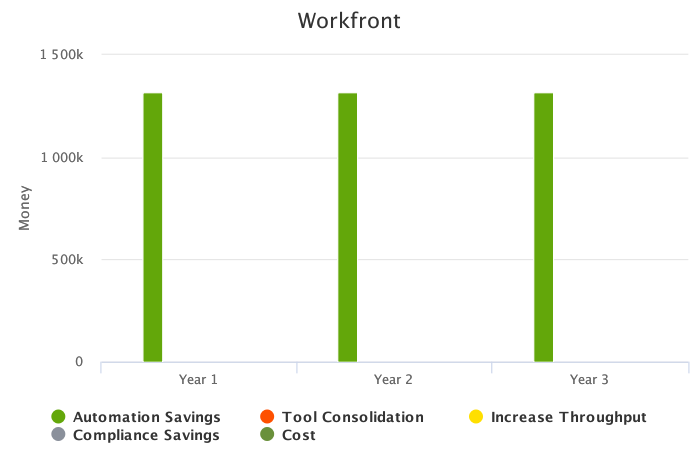 Workfront
1 500k
1 000k
500k
0
Money
Year 1 Year 2 Year 3
Automation Savings Tool Consolidation Increase Throughput
Compliance Savings Cost